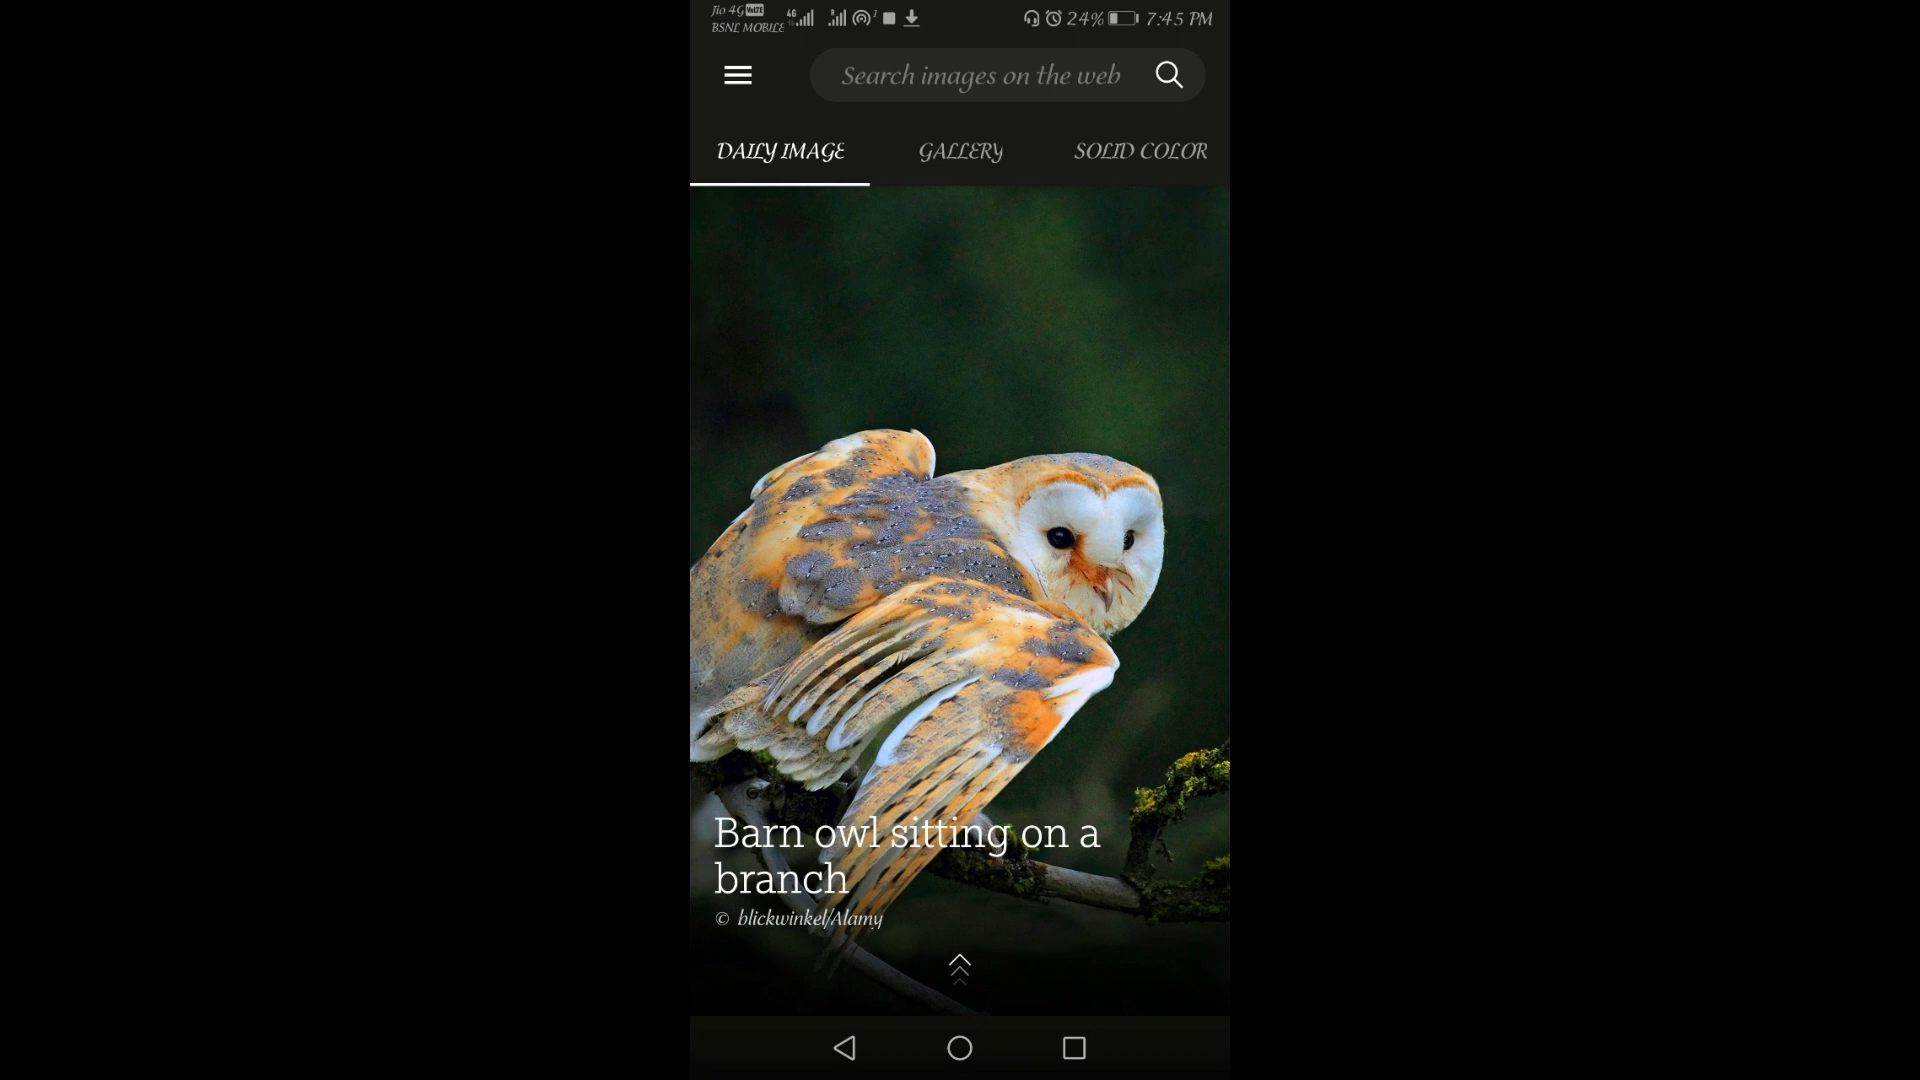 Jio 4G VoLTE
BSNL MOBILE
4G
24% 7:45 PM
Search images on the web
DAILY IMAGE GALLERY SOLID COLOR
Barn owl sitting on a
branch
© blickwinkel/Alamy